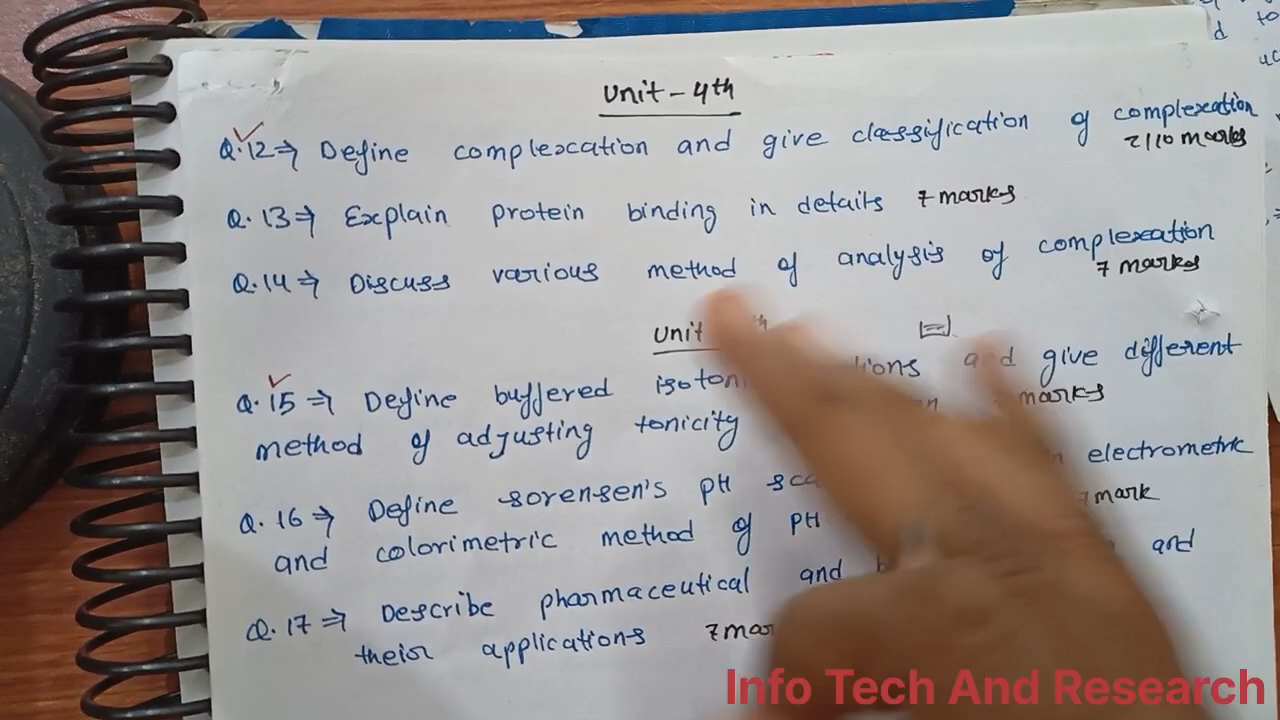 Unit - 4th
Q.12 ⇒ Define complexcation and give classification of complexation
2/10 marks
Q.13 ⇒ Explain protein binding in details 7 marks
Q.14 ⇒ Discuss various method of analysis of complexation
7 marks
Unit
Q.15 ⇒ Define buffered and give different
method of adjusting tonicity marks
Q.16 ⇒ Define sorensen's pH electrometric
and colorimetric method of PH mark
Q.17 ⇒ Describe pharmaceutical and and
their applications
Info Tech And Research